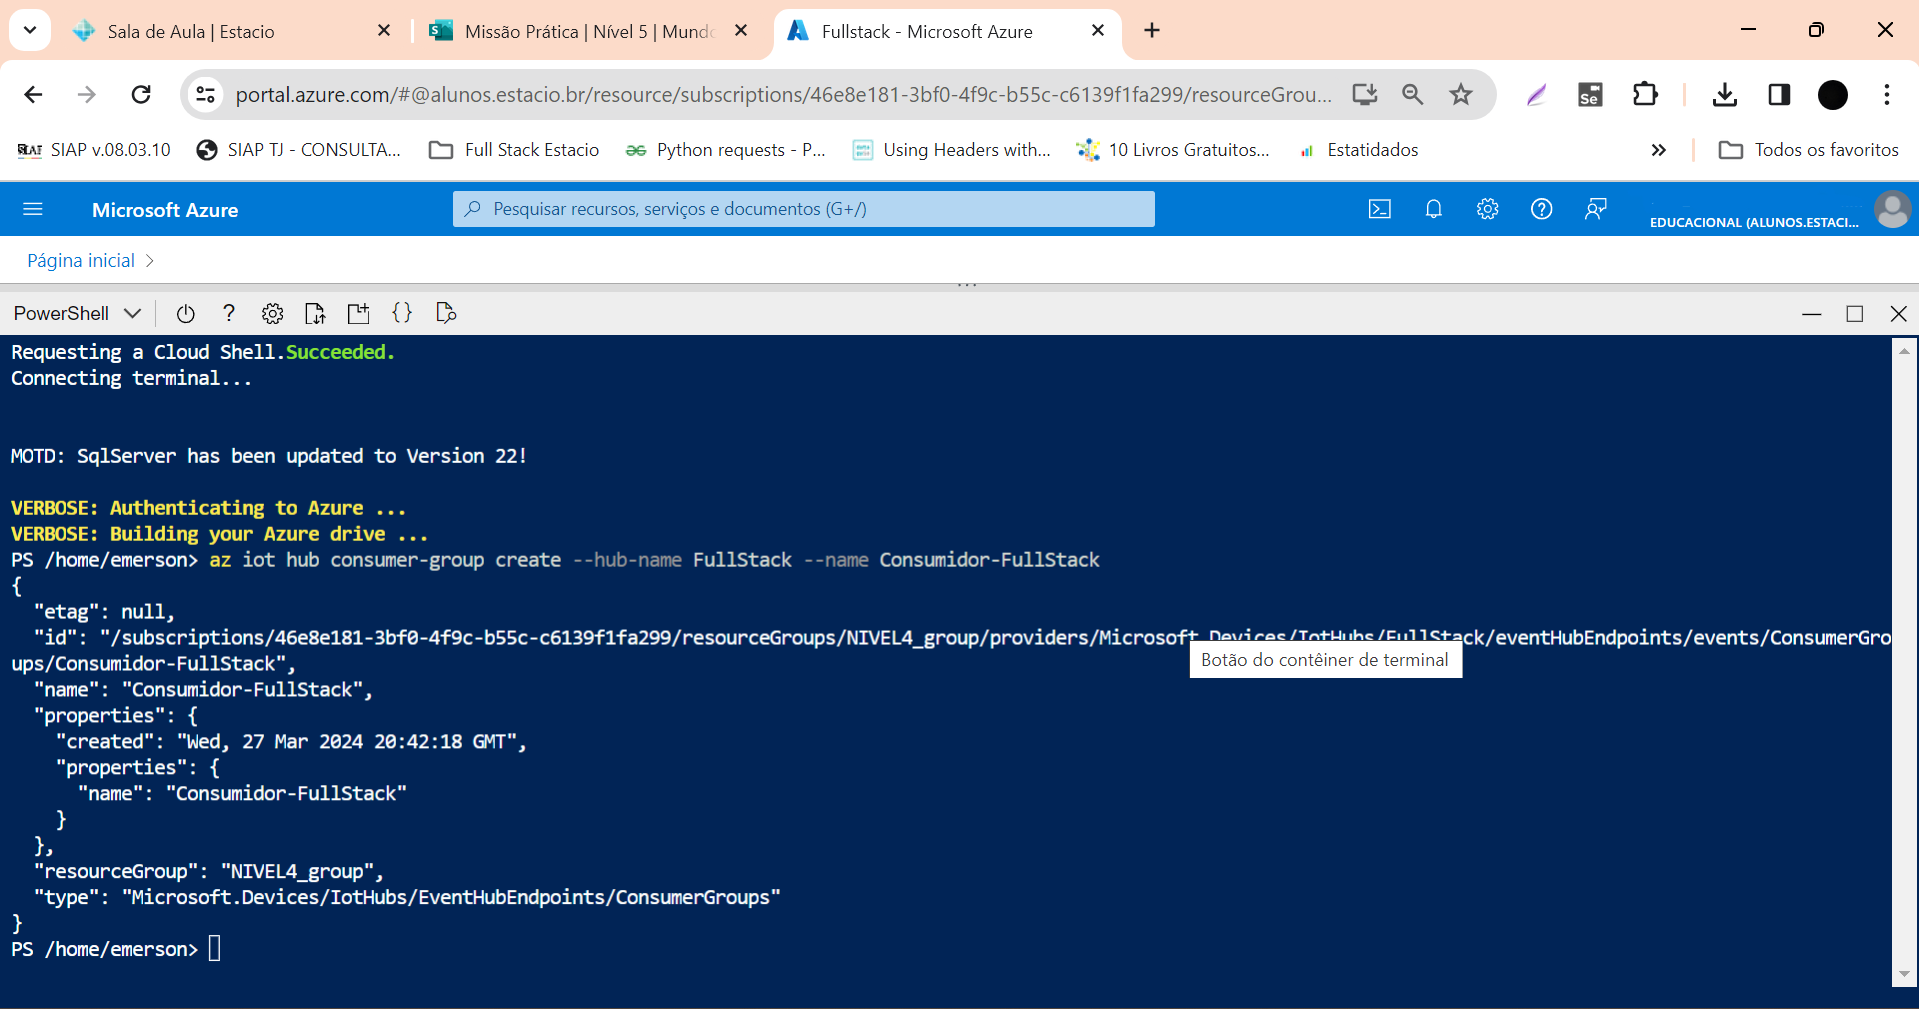 Sala de Aula | Estacio
Missão Prática | Nível 5 | Mund
Fullstack - Microsoft Azure
portal.azure.com/#@alunos.estacio.br/resource/subscriptions/46e8e181-3bf0-4f9c-b55c-c6139f1fa299/resourceGrou...
SIAP v.08.03.10
SIAP TJ - CONSULTA...
Full Stack Estacio
Python requests - P...
Using Headers with...
10 Livros Gratuitos...
Estatidados
Todos os favoritos
Microsoft Azure
Pesquisar recursos, serviços e documentos (G+/)
EDUCACIONAL (ALUNOS.ESTACI...
Página inicial
PowerShell
Requesting a Cloud Shell.Succeeded.
Connecting terminal...
MOTD: SqlServer has been updated to Version 22!
VERBOSE: Authenticating to Azure ...
VERBOSE: Building your Azure drive ...
PS /home/emerson> az iot hub consumer-group create --hub-name FullStack --name Consumidor-FullStack
{
"etag": null,
"id": "/subscriptions/46e8e181-3bf0-4f9c-b55c-c6139f1fa299/resourceGroups/NIVEL4_group/providers/Microsoft.Devices/IotHubs/FullStack/eventHubEndpoints/events/ConsumerGro
ups/Consumidor-FullStack",
Botão do contêiner de terminal
"name": "Consumidor-FullStack",
"properties": {
"created": "Wed, 27 Mar 2024 20:42:18 GMT",
"properties": {
"name": "Consumidor-FullStack"
}
},
"resourceGroup": "NIVEL4_group",
"type": "Microsoft.Devices/IotHubs/EventHubEndpoints/ConsumerGroups"
}
PS /home/emerson>